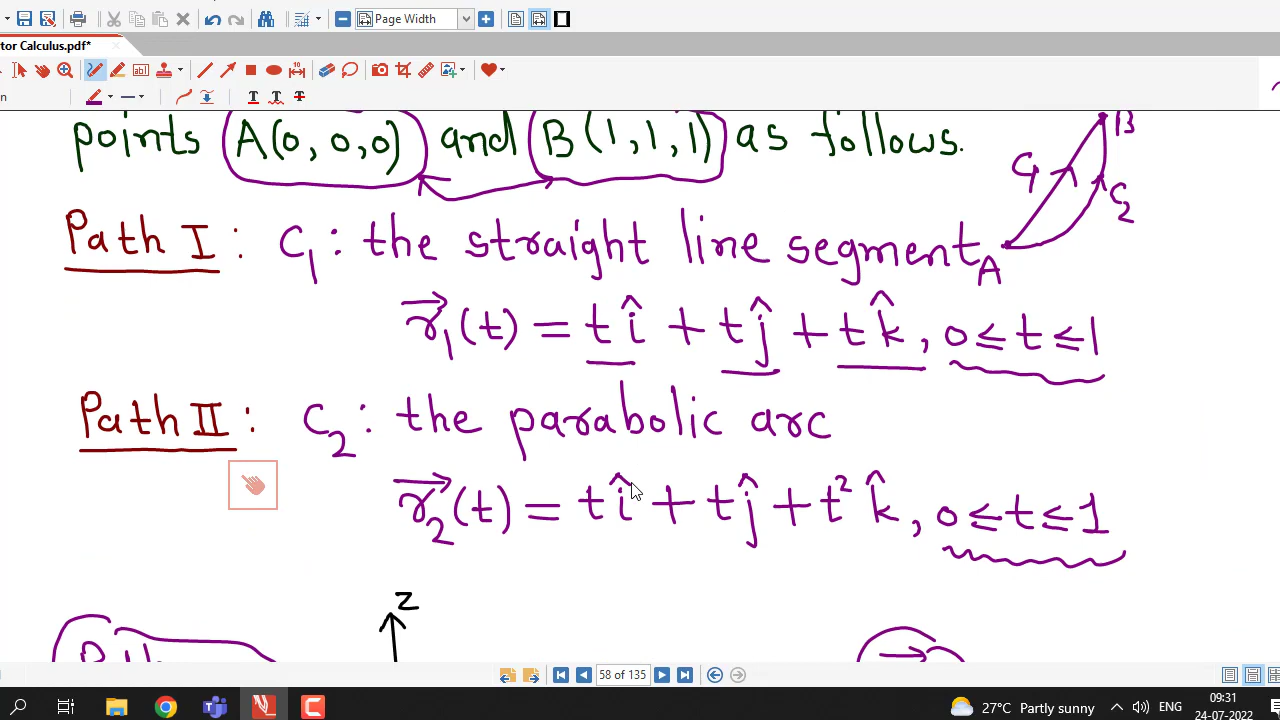 Page Width
tor Calculus.pdf*
points A(0,0,0) and B(1,1,1) as follows.
B
C₁
C₂
A
Path I : C₁ : the straight line segment
r₁(t) = t î + t ĵ + t k̂, 0 ≤ t ≤ 1
Path II : C₂ : the parabolic arc
r₂(t) = t î + t ĵ + t² k̂, 0 ≤ t ≤ 1
z
58 of 135
27°C Partly sunny
ENG
09:31
24-07-2022